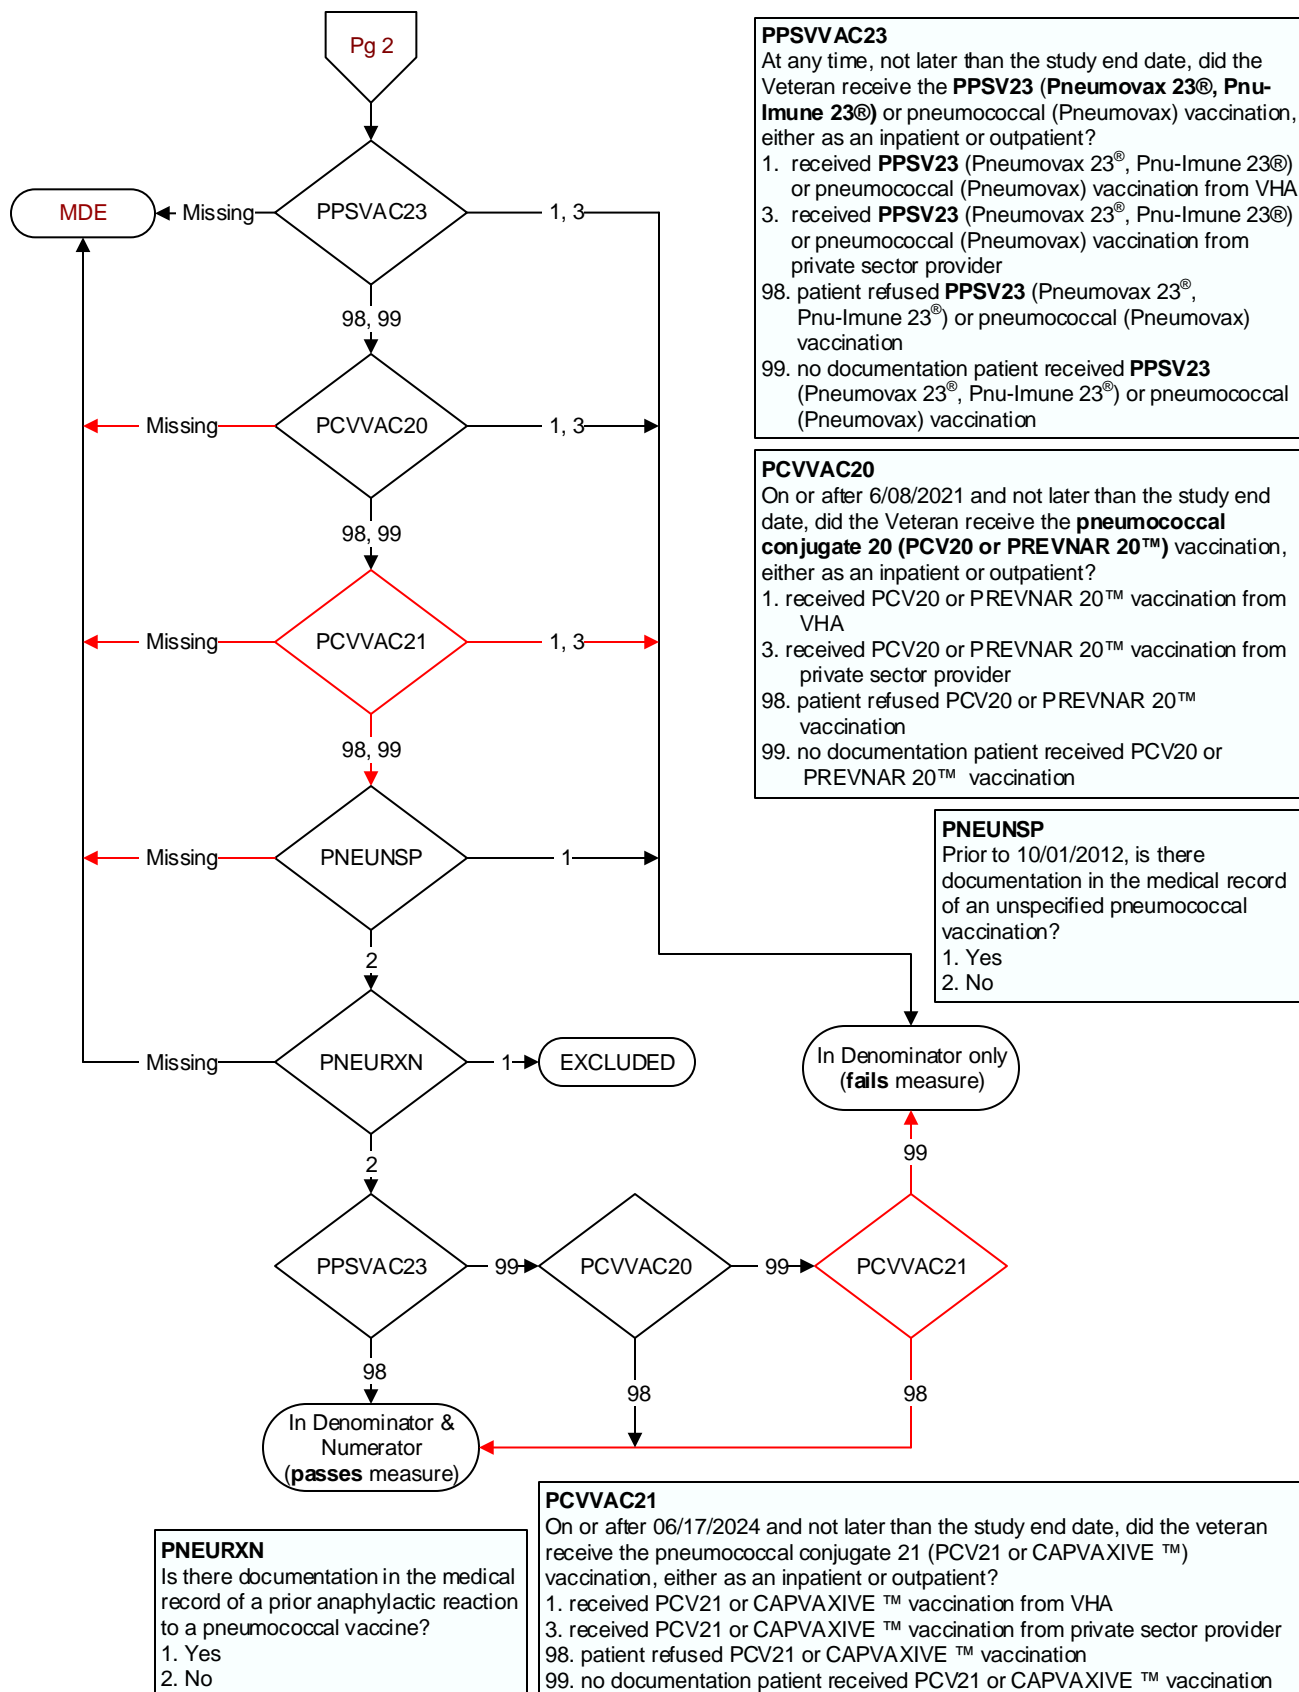 Pg 2
PPSVVAC23
At any time, not later than the study end date, did the
Veteran receive the PPSV23 (Pneumovax 23®, Pnu-
Imune 23®) or pneumococcal (Pneumovax) vaccination,
either as an inpatient or outpatient?
1. received PPSV23 (Pneumovax 23®, Pnu-Imune 23®)
or pneumococcal (Pneumovax) vaccination from VHA
3. received PPSV23 (Pneumovax 23®, Pnu-Imune 23®)
or pneumococcal (Pneumovax) vaccination from
private sector provider
98. patient refused PPSV23 (Pneumovax 23®,
Pnu-Imune 23®) or pneumococcal (Pneumovax)
vaccination
99. no documentation patient received PPSV23
(Pneumovax 23®, Pnu-Imune 23®) or pneumococcal
(Pneumovax) vaccination
MDE
Missing
PPSVAC23
1, 3
98, 99
Missing
PCVVAC20
1, 3
98, 99
PCVVAC20
On or after 6/08/2021 and not later than the study end
date, did the Veteran receive the pneumococcal
conjugate 20 (PCV20 or PREVNAR 20™) vaccination,
either as an inpatient or outpatient?
1. received PCV20 or PREVNAR 20™ vaccination from
VHA
3. received PCV20 or PREVNAR 20™ vaccination from
private sector provider
98. patient refused PCV20 or PREVNAR 20™
vaccination
99. no documentation patient received PCV20 or
PREVNAR 20™ vaccination
Missing
PCVVAC21
1, 3
98, 99
Missing
PNEUNSP
1
2
PNEUNSP
Prior to 10/01/2012, is there
documentation in the medical record
of an unspecified pneumococcal
vaccination?
1. Yes
2. No
Missing
PNEURXN
1
EXCLUDED
In Denominator only
(fails measure)
2
99
PPSVAC23
99
PCVVAC20
99
PCVVAC21
98
98
98
In Denominator &
Numerator
(passes measure)
PNEURXN
Is there documentation in the medical
record of a prior anaphylactic reaction
to a pneumococcal vaccine?
1. Yes
2. No
PCVVAC21
On or after 06/17/2024 and not later than the study end date, did the veteran
receive the pneumococcal conjugate 21 (PCV21 or CAPVAXIVE ™)
vaccination, either as an inpatient or outpatient?
1. received PCV21 or CAPVAXIVE ™ vaccination from VHA
3. received PCV21 or CAPVAXIVE ™ vaccination from private sector provider
98. patient refused PCV21 or CAPVAXIVE ™ vaccination
99. no documentation patient received PCV21 or CAPVAXIVE ™ vaccination